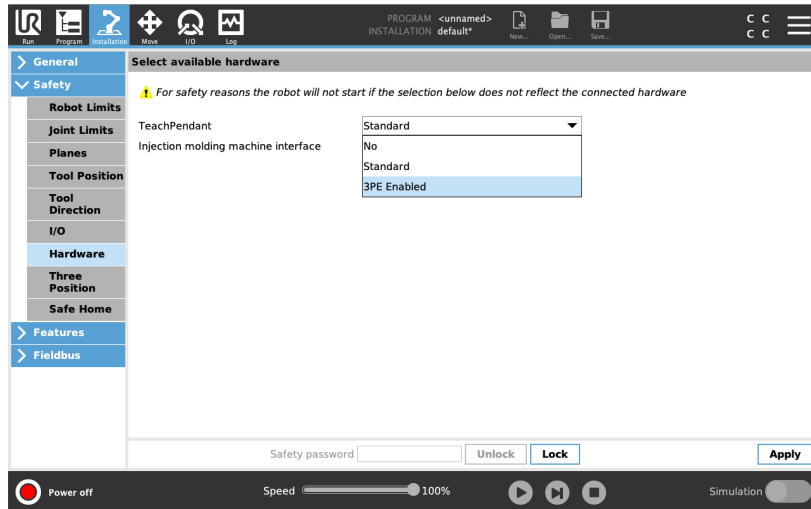 PROGRAM <unnamed>
INSTALLATION default*
Run Program Installation Move I/O Log New... Open... Save...
C C
C C
General
Safety
Robot Limits
Joint Limits
Planes
Tool Position
Tool
Direction
I/O
Hardware
Three
Position
Safe Home
Features
Fieldbus
Select available hardware
For safety reasons the robot will not start if the selection below does not reflect the connected hardware
TeachPendant Standard
Injection molding machine interface No
Standard
3PE Enabled
Safety password Unlock Lock Apply
Power off Speed 100% Simulation